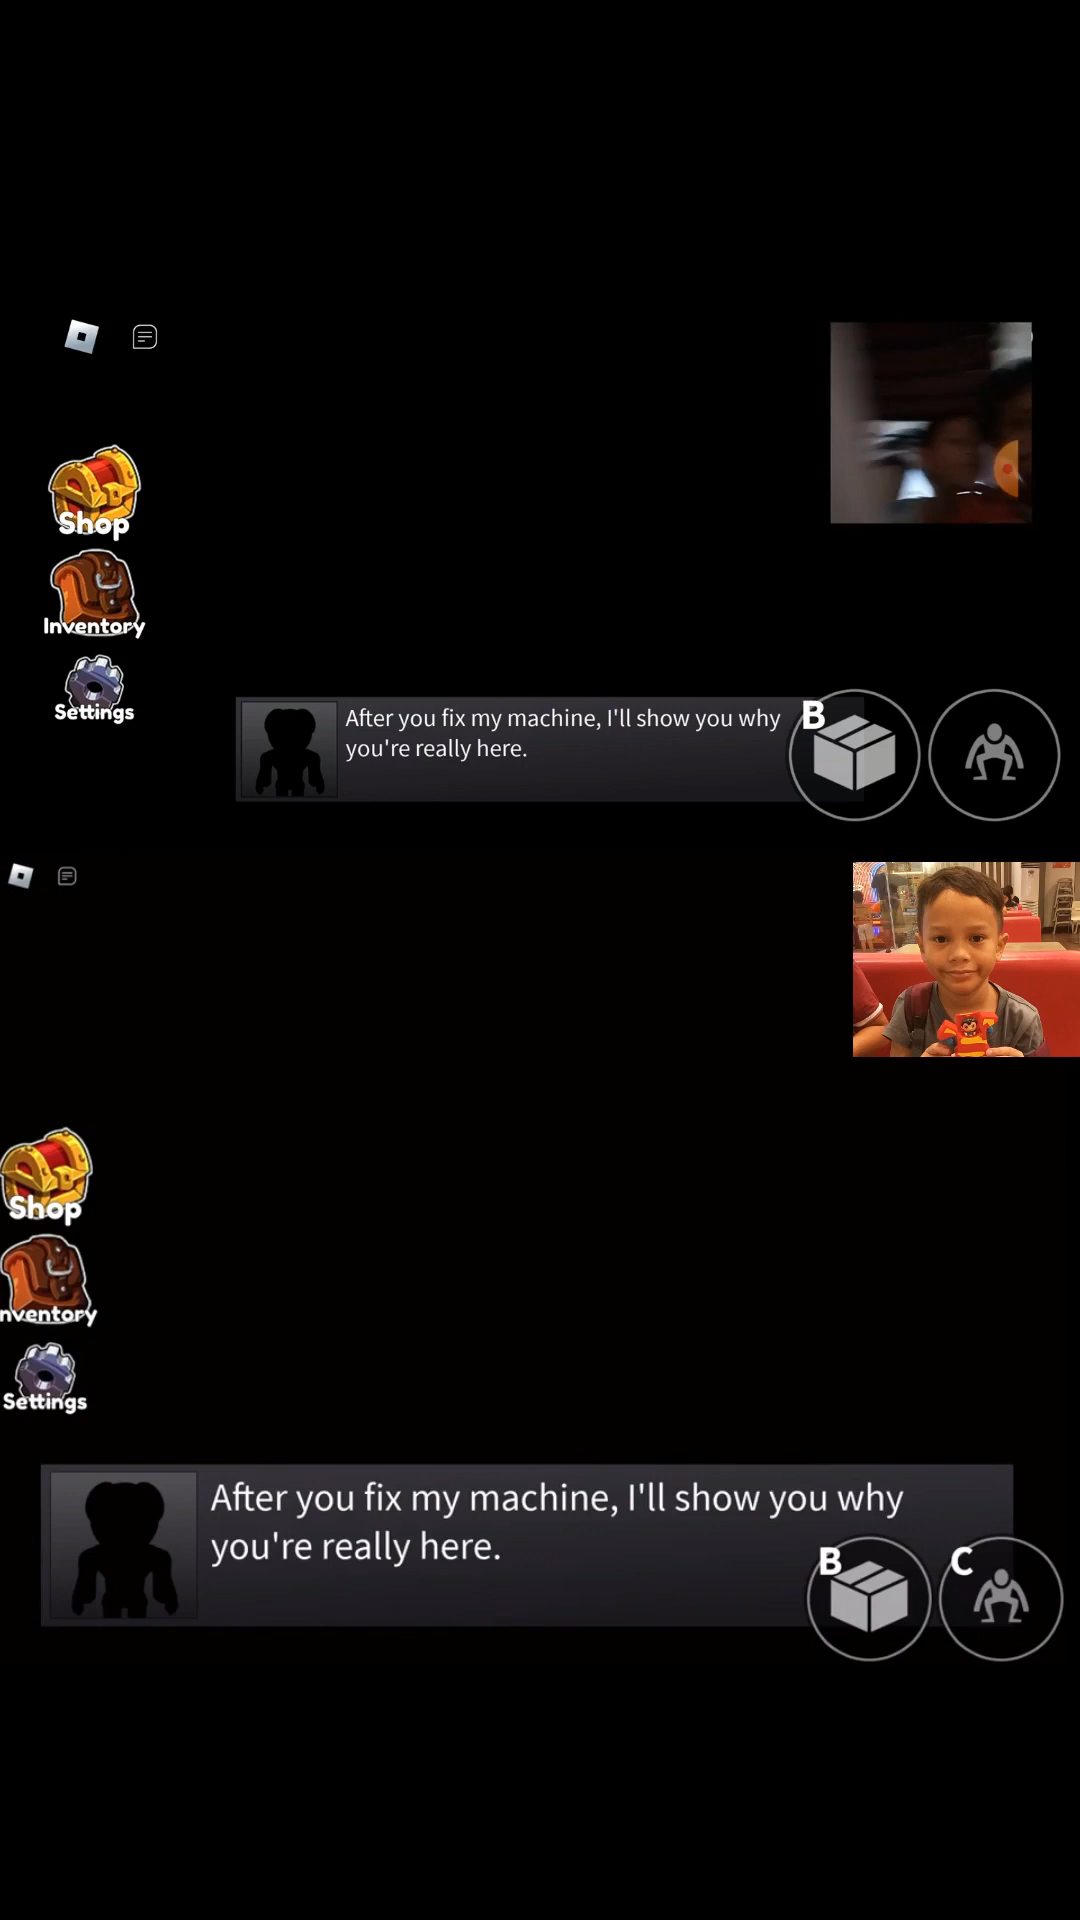 Shop
Inventory
Settings
After you fix my machine, I'll show you why
you're really here.
B
Shop
nventory
Settings
After you fix my machine, I'll show you why
you're really here.
B
C